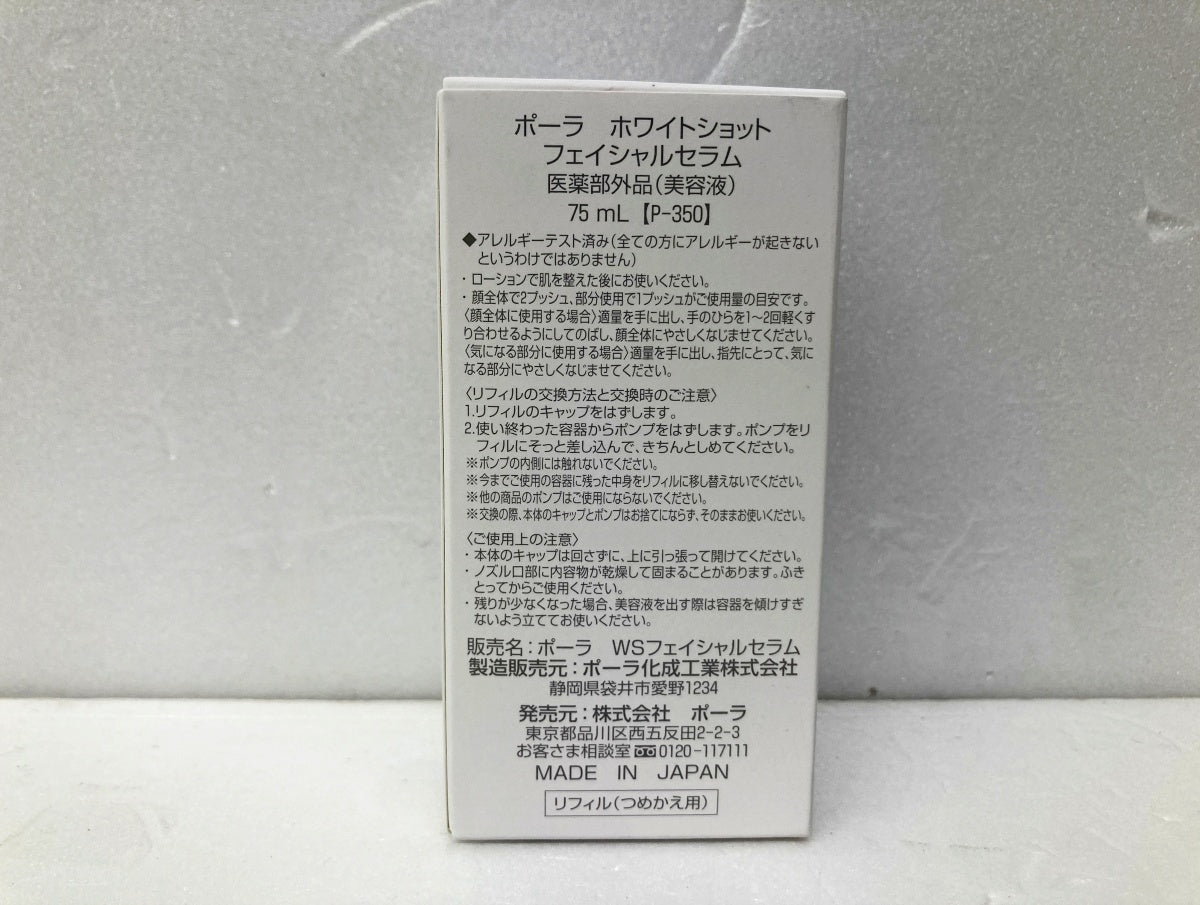 ポーラ　ホワイトショット
フェイシャルセラム
医薬部外品(美容液)
75 mL【P-350】
◆アレルギーテスト済み(全ての方にアレルギーが起きない
というわけではありません)
・ローションで肌を整えた後にお使いください。
・顔全体で2プッシュ、部分使用で1プッシュがご使用量の目安です。
〈顔全体に使用する場合〉適量を手に出し、手のひらを1〜2回軽くす
り合わせるようにしてのばし、顔全体にやさしくなじませてください。
〈気になる部分に使用する場合〉適量を手に出し、指先にとって、気に
なる部分にやさしくなじませてください。
〈リフィルの交換方法と交換時のご注意〉
1.リフィルのキャップをはずします。
2.使い終わった容器からポンプをはずします。ポンプをリ
フィルにそっと差し込んで、きちんとしめてください。
※ポンプの内側には触れないでください。
※今までご使用の容器に残った中身をリフィルに移し替えないでください。
※他の商品のポンプはご使用にならないでください。
※交換の際、本体のキャップとポンプはお捨てにならず、そのままお使いください。
〈ご使用上の注意〉
・本体のキャップは回さずに、上に引っ張って開けてください。
・ノズル口部に内容物が乾燥して固まることがあります。ふき
とってからご使用ください。
・残りが少なくなった場合、美容液を出す際は容器を傾けすぎ
ないよう立ててお使いください。
販売名：ポーラ　WSフェイシャルセラム
製造販売元：ポーラ化成工業株式会社
静岡県袋井市愛野1234
発売元：株式会社　ポーラ
東京都品川区西五反田2-2-3
お客さま相談室 0120-117111
MADE IN JAPAN
リフィル(つめかえ用)